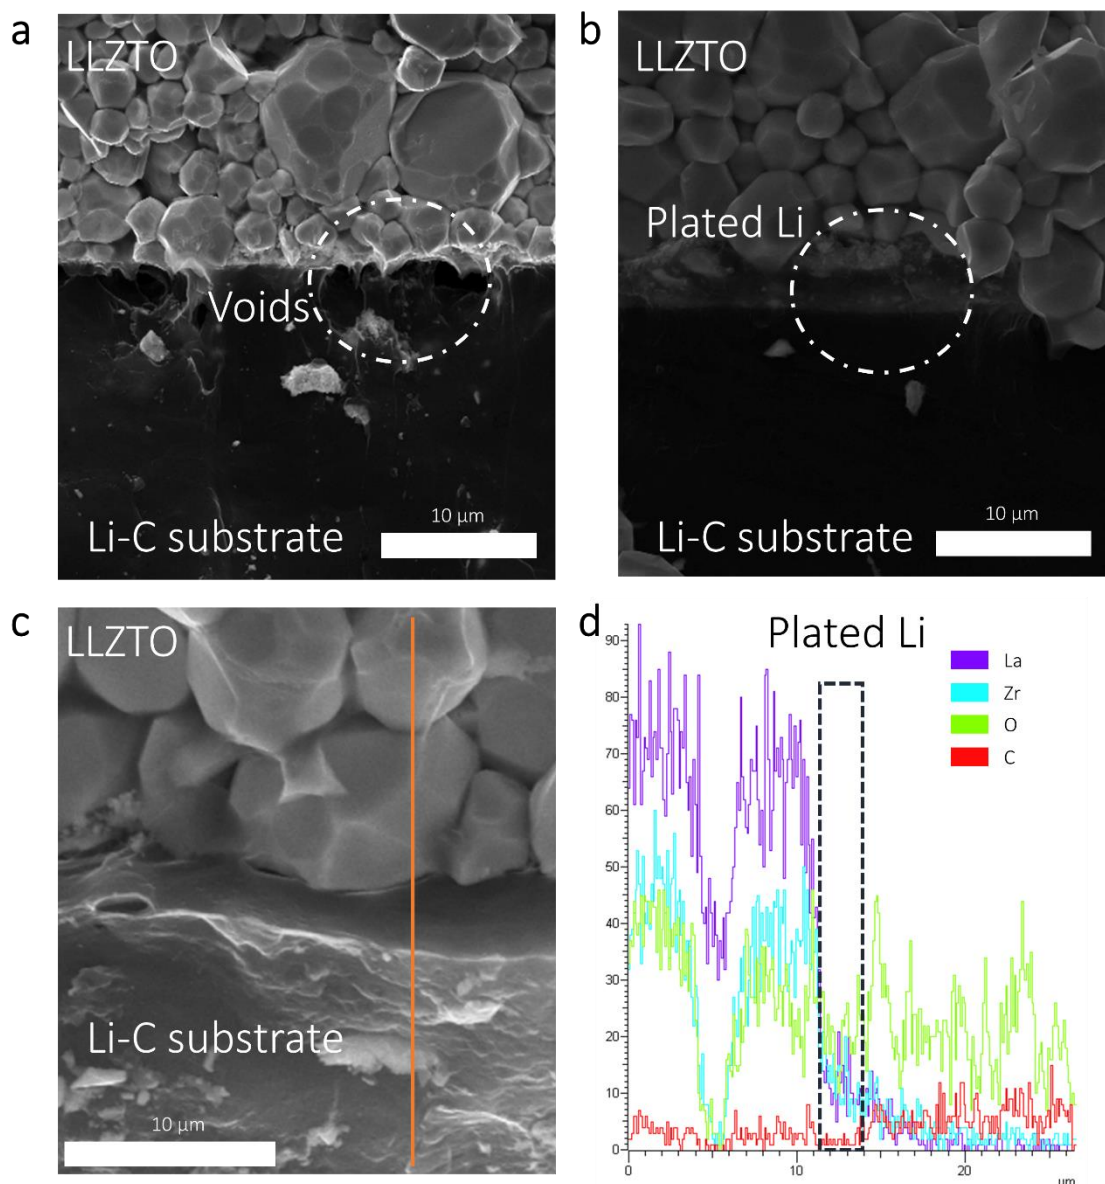 a
LLZTO
Voids
Li-C substrate
10 µm
b
LLZTO
Plated Li
Li-C substrate
10 µm
c
LLZTO
Li-C substrate
10 µm
d
Plated Li
La
Zr
O
C
90
80
70
60
50
40
30
20
10
0
0
10
20
µm